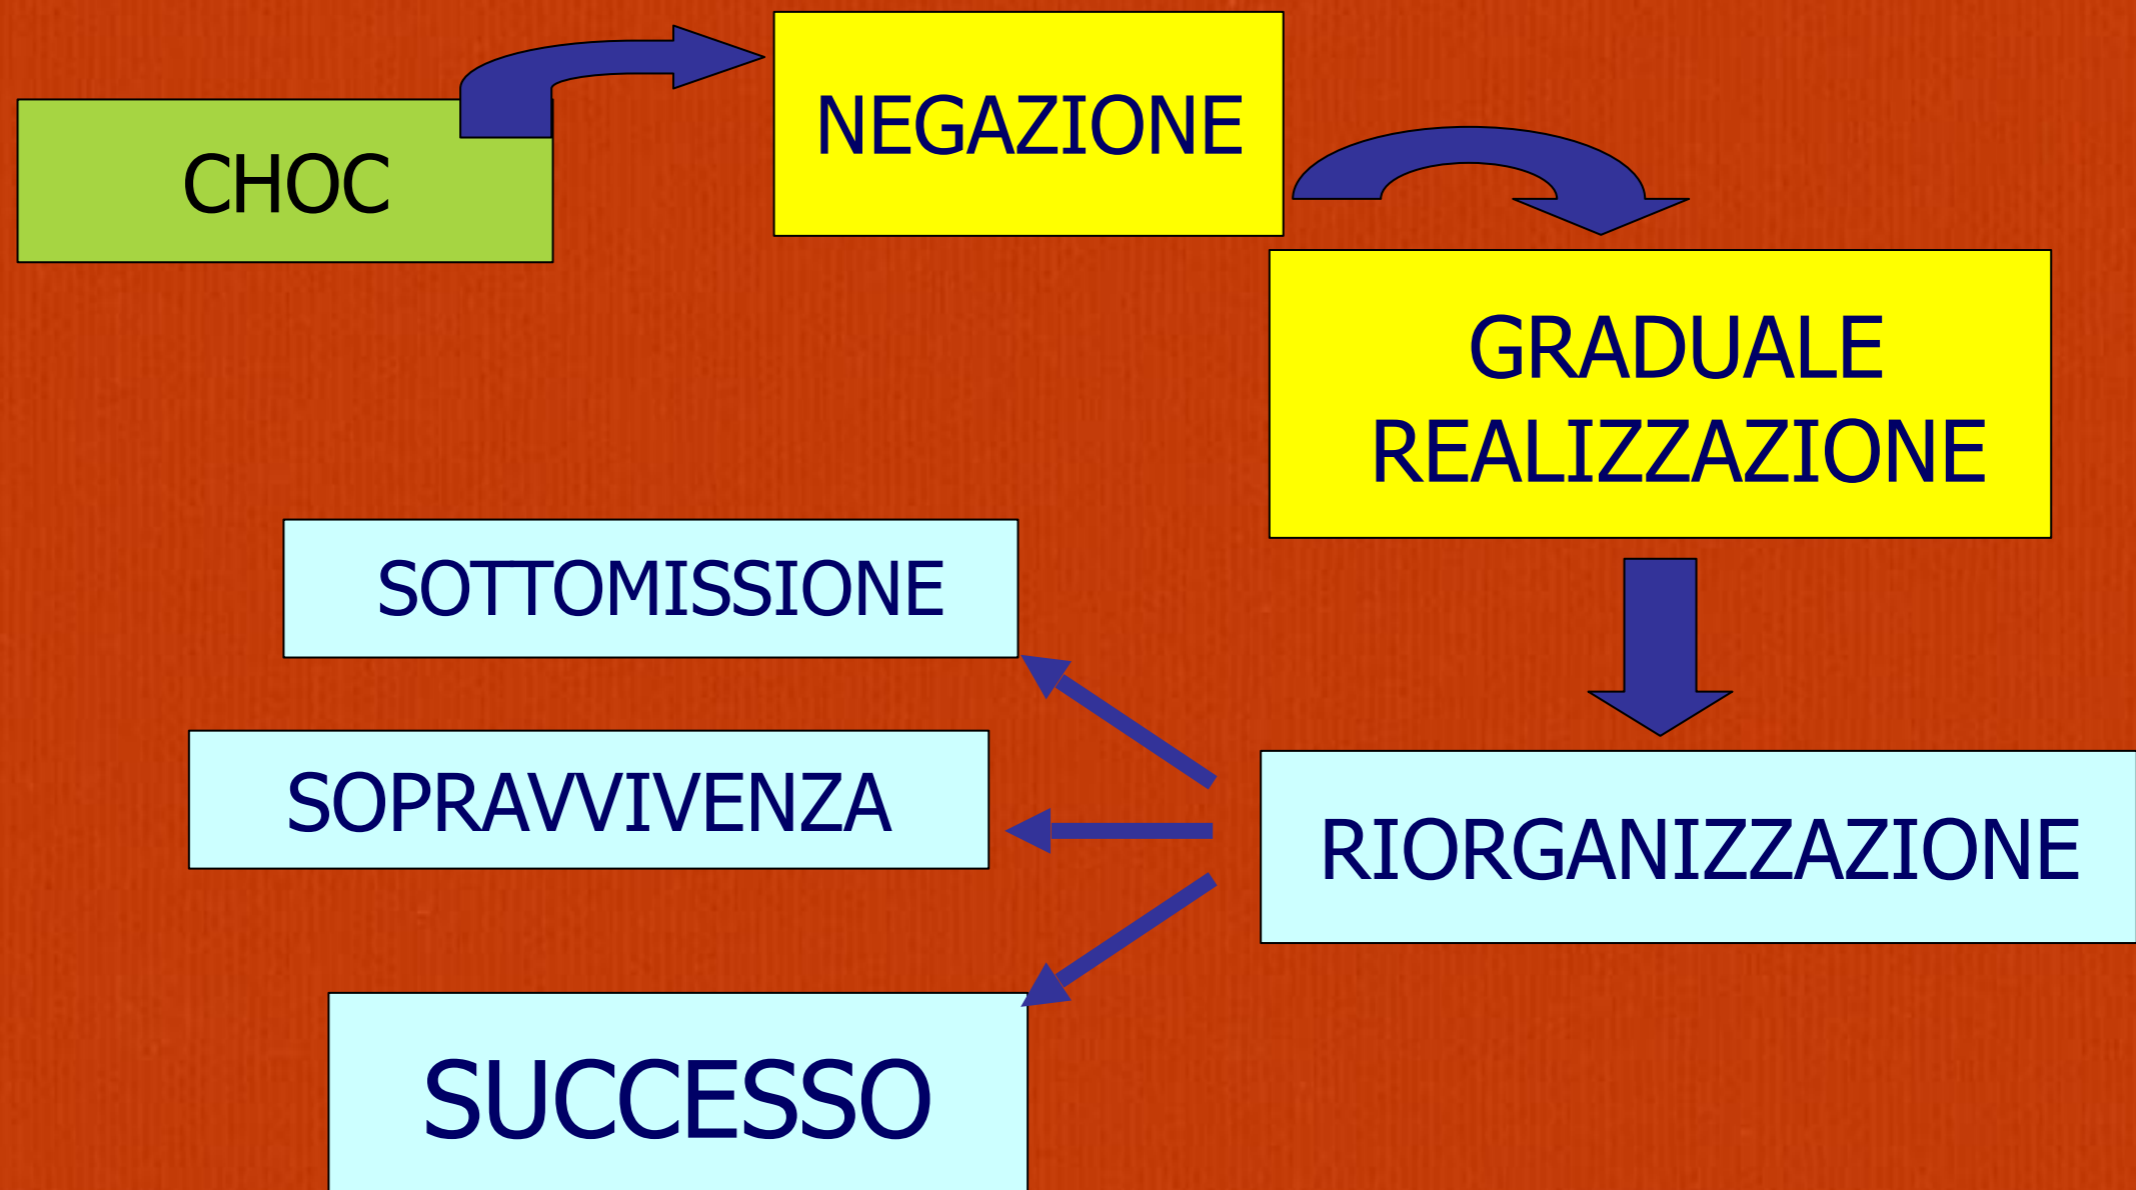 CHOC
NEGAZIONE
GRADUALE
REALIZZAZIONE
RIORGANIZZAZIONE
SOTTOMISSIONE
SOPRAVVIVENZA
SUCCESSO